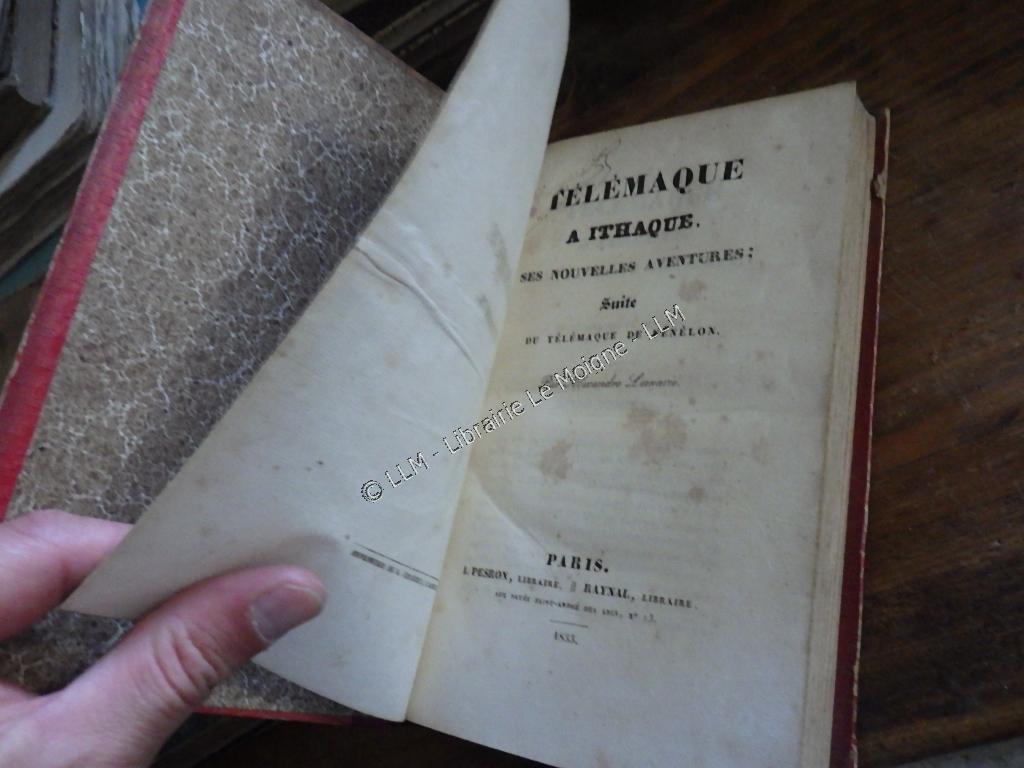 TÉLÉMAQUE
A ITHAQUE.
SES NOUVELLES AVENTURES;
Suite
DU TÉLÉMAQUE DE FÉNÉLON.
© LLM - Librairie Le Moigne - LLM
PARIS.
PESRON, LIBRAIRE, RAYNAL, LIBRAIRE.
1833.